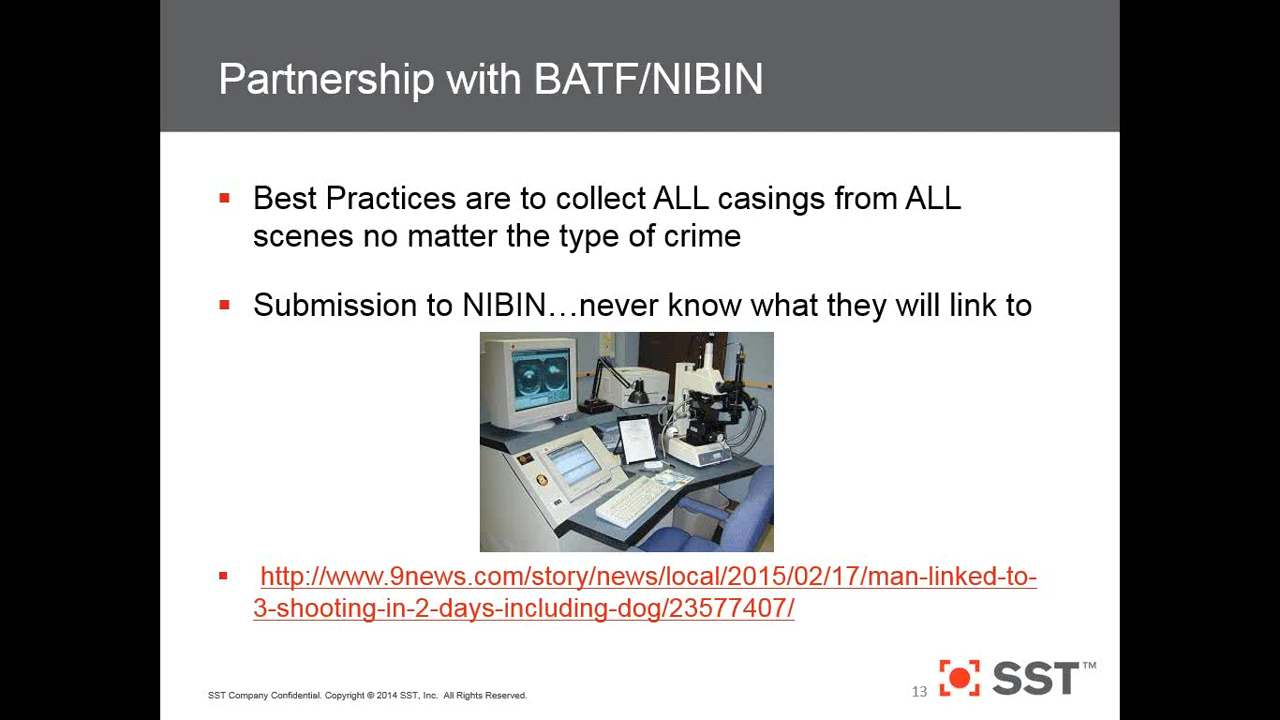 Partnership with BATF/NIBIN
Best Practices are to collect ALL casings from ALL
scenes no matter the type of crime
Submission to NIBIN…never know what they will link to
http://www.9news.com/story/news/local/2015/02/17/man-linked-to-
3-shooting-in-2-days-including-dog/23577407/
SST Company Confidential. Copyright © 2014 SST, Inc. All Rights Reserved.
13
SST™